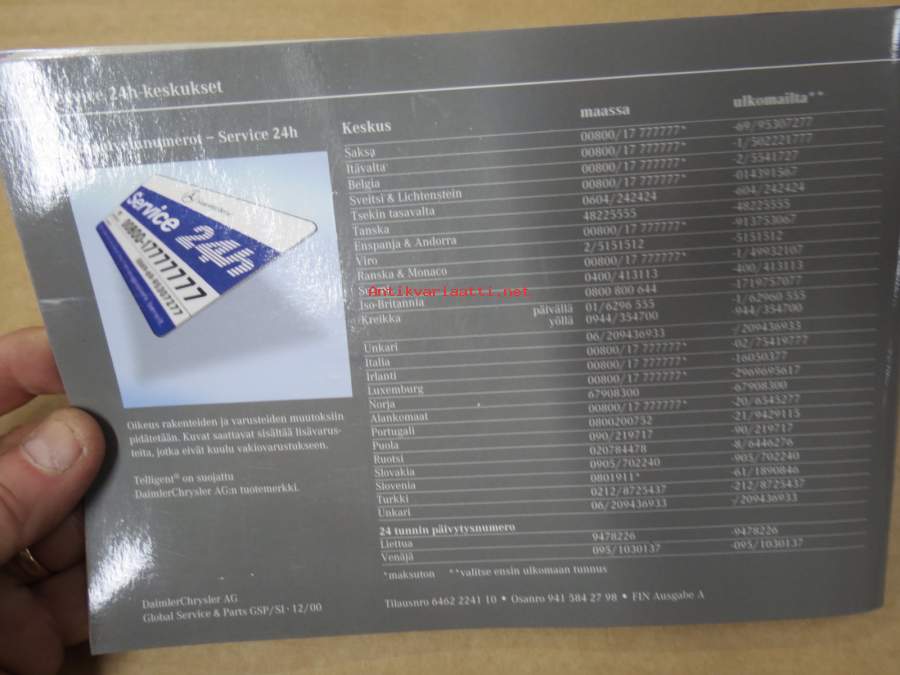 24h-keskukset
numerot – Service 24h
Service 24h
00800-17777777
Oikeus rakenteiden ja varusteiden muutoksiin
pidätetään. Kuvat saattavat sisältää lisävarus-
teita, jotka eivät kuulu vakiovarustukseen.
Telligent® on suojattu
DaimlerChrysler AG:n tuotemerkki.
DaimlerChrysler AG
Global Service & Parts GSP/SI · 12/00
Keskus maassa ulkomailta**
Saksa 00800/17 777777* -69/95307277
Itävalta 00800/17 777777* -1/502221777
Belgia 00800/17 777777* -2/5541727
Sveitsi & Lichtenstein 00800/17 777777* -014391567
Tsekin tasavalta 0604/242424 -604/242424
Tanska 48225555 -48225555
Enspanja & Andorra 00800/17 777777* -913753067
Viro 2/5151512 -5151512
Ranska & Monaco 00800/17 777777* -1/49932107
0400/413113 -400/413113
Iso-Britannia 0800 800 644 -1719757077
Kreikka päivällä 01/6296 555 -1/62960 555
yöllä 0944/354700 -944/354700
Unkari 06/209436933 -/209436933
Italia 00800/17 777777* -02/75419777
Irlanti 00800/17 777777* -16050377
Luxemburg 00800/17 777777* -2969695617
Norja 67908300 -67908300
Alankomaat 00800/17 777777* -20/6545277
Portugali 0800200752 -21/9429115
Puola 090/219717 -90/219717
Ruotsi 020784478 -8/6446276
Slovakia 0905/702240 -905/702240
Slovenia 0801911* -61/1890846
Turkki 0212/8725437 -212/8725437
Unkari 06/209436933 -/209436933
24 tunnin päivytysnumero
Liettua 9478226 -9478226
Venäjä 095/1030137 -095/1030137
*maksuton **valitse ensin ulkomaan tunnus
Tilausnro 6462 2241 10 • Osanro 941 584 27 98 • FIN Ausgabe A
Antikvariaatti.net